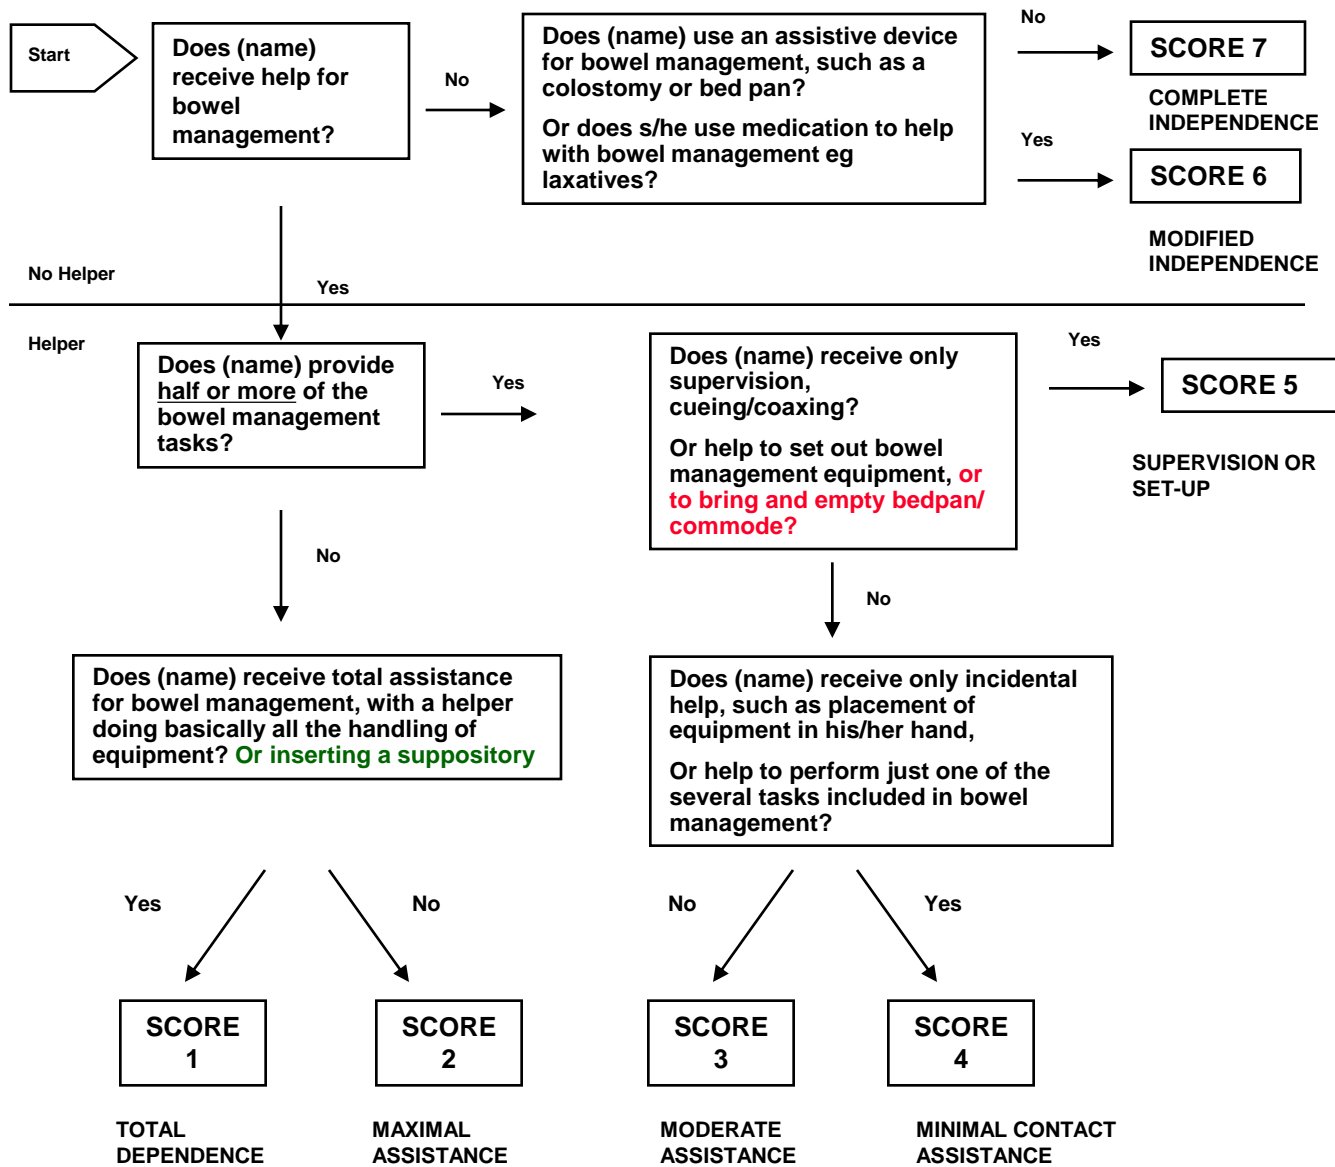 Start
Does (name)
receive help for
bowel
management?
No
Does (name) use an assistive device
for bowel management, such as a
colostomy or bed pan?
Or does s/he use medication to help
with bowel management eg
laxatives?
No
SCORE 7
COMPLETE
INDEPENDENCE
Yes
SCORE 6
MODIFIED
INDEPENDENCE
No Helper
Yes
Helper
Does (name) provide
half or more of the
bowel management
tasks?
Yes
Does (name) receive only
supervision,
cueing/coaxing?
Or help to set out bowel
management equipment, or
to bring and empty bedpan/
commode?
Yes
SCORE 5
SUPERVISION OR
SET-UP
No
No
Does (name) receive total assistance
for bowel management, with a helper
doing basically all the handling of
equipment? Or inserting a suppository
Does (name) receive only incidental
help, such as placement of
equipment in his/her hand,
Or help to perform just one of the
several tasks included in bowel
management?
Yes
No
No
Yes
SCORE
1
SCORE
2
SCORE
3
SCORE
4
TOTAL
DEPENDENCE
MAXIMAL
ASSISTANCE
MODERATE
ASSISTANCE
MINIMAL CONTACT
ASSISTANCE